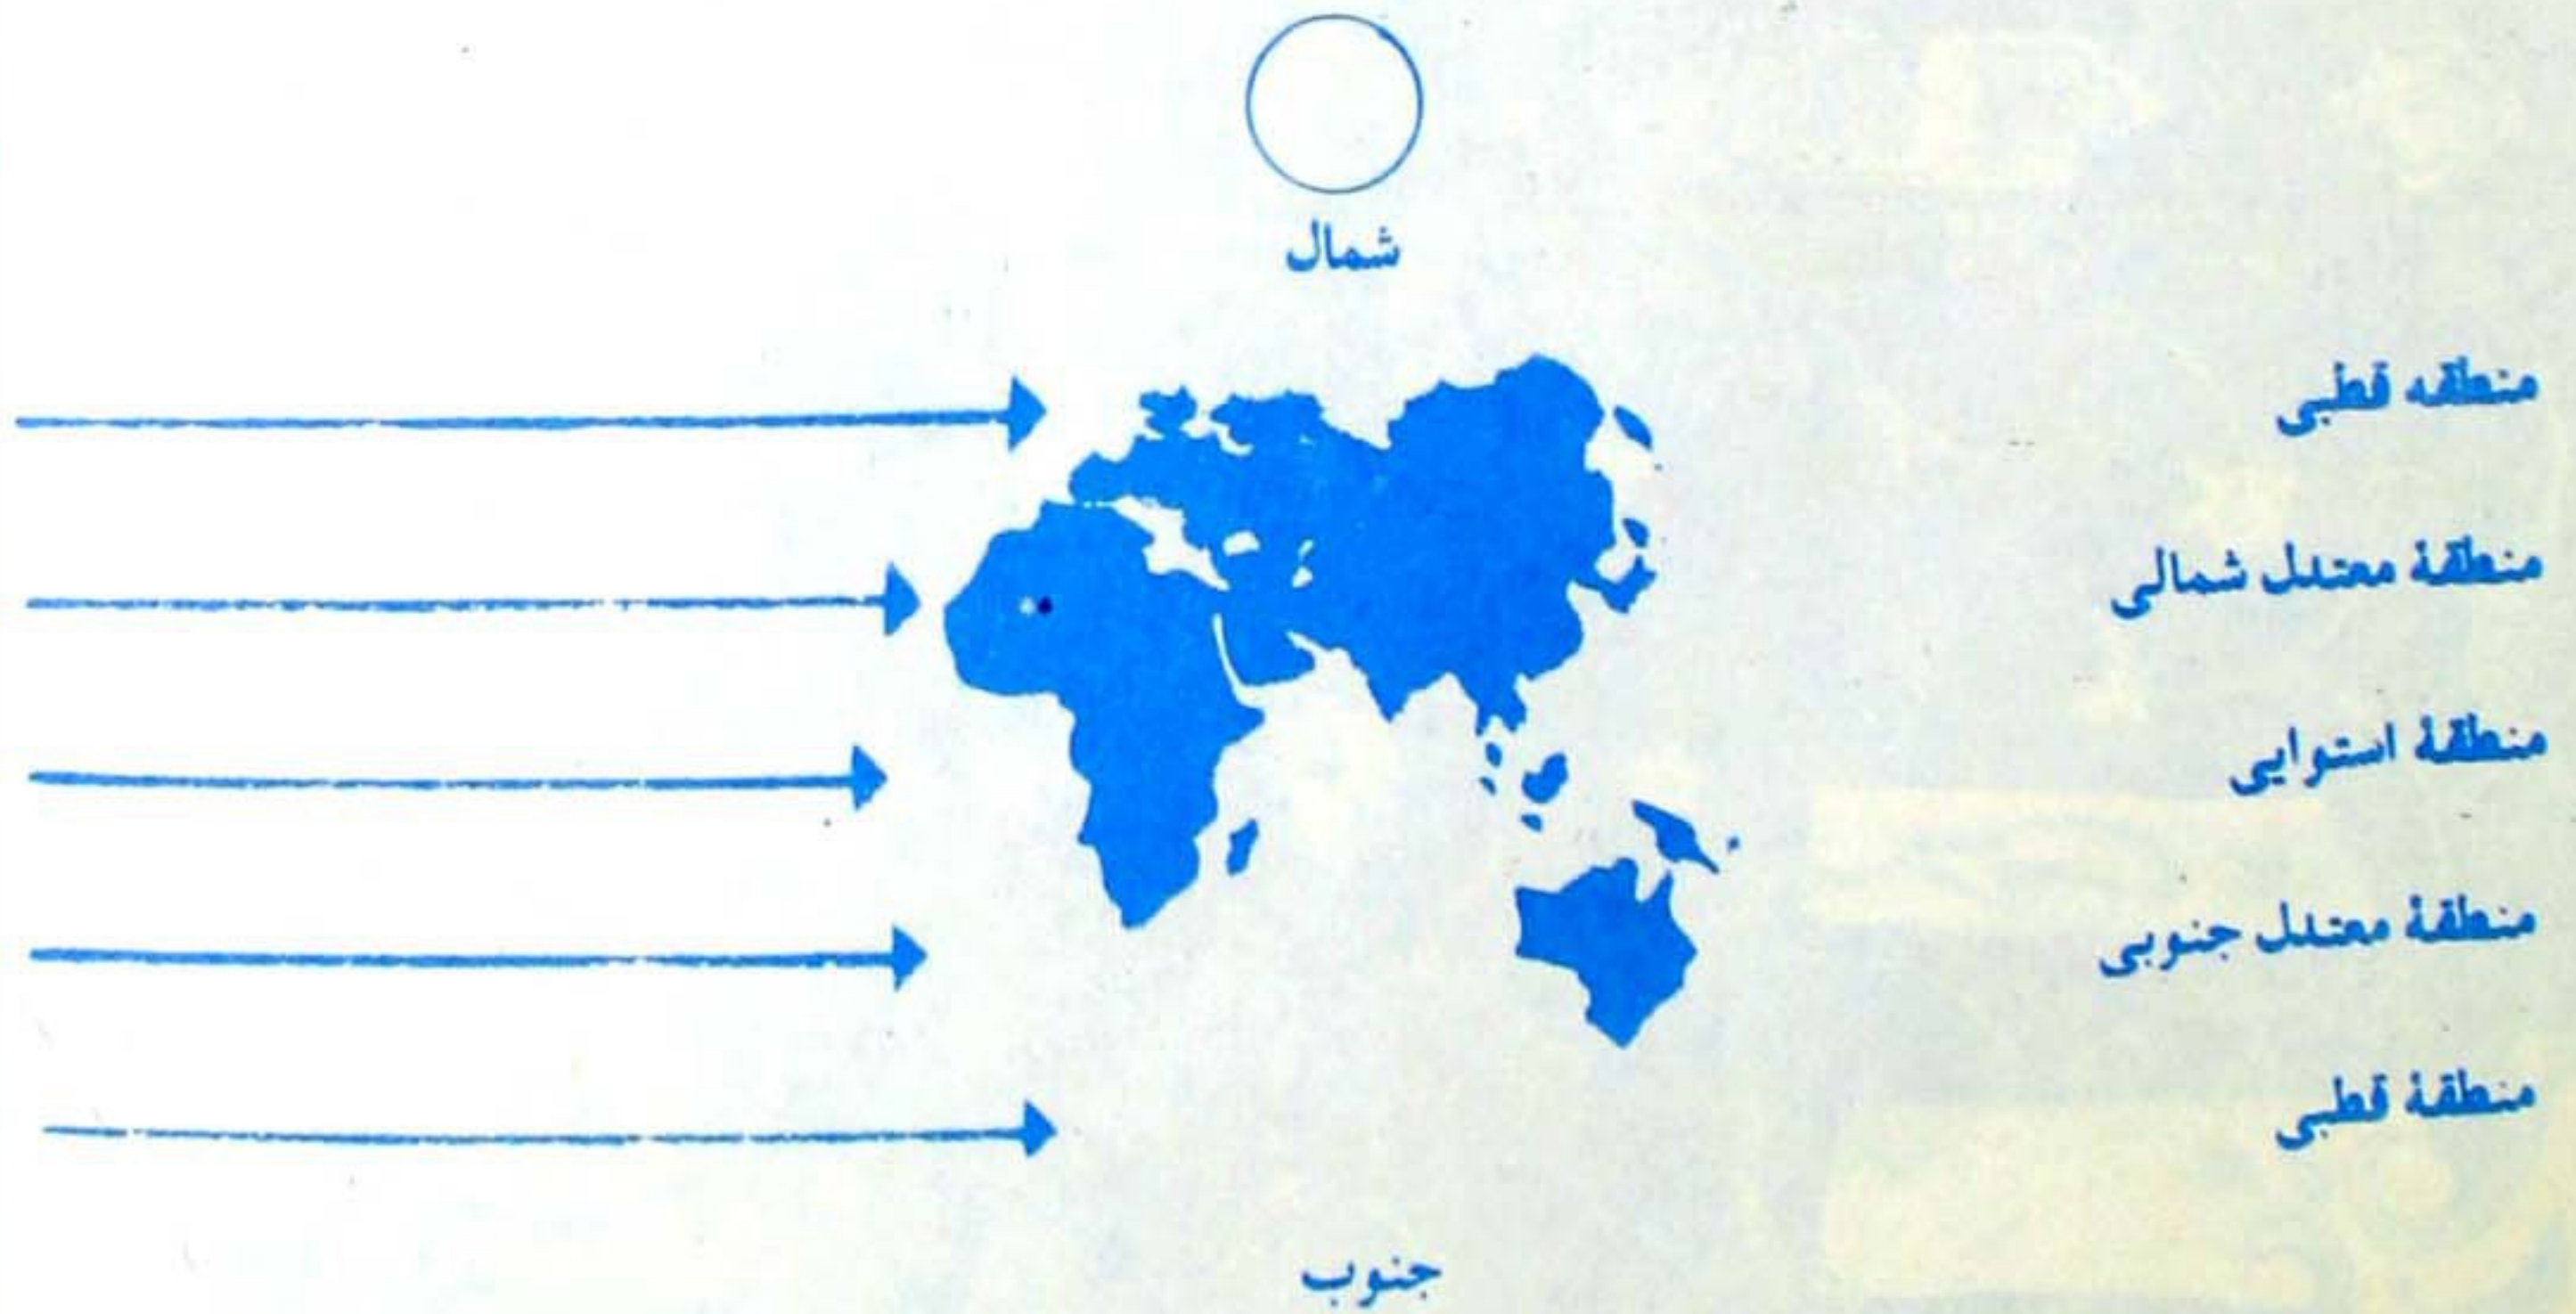 شمال
منطقه قطبی
منطقهٔ معتدل شمالی
منطقهٔ استوایی
منطقهٔ معتدل جنوبی
منطقهٔ قطبی
جنوب